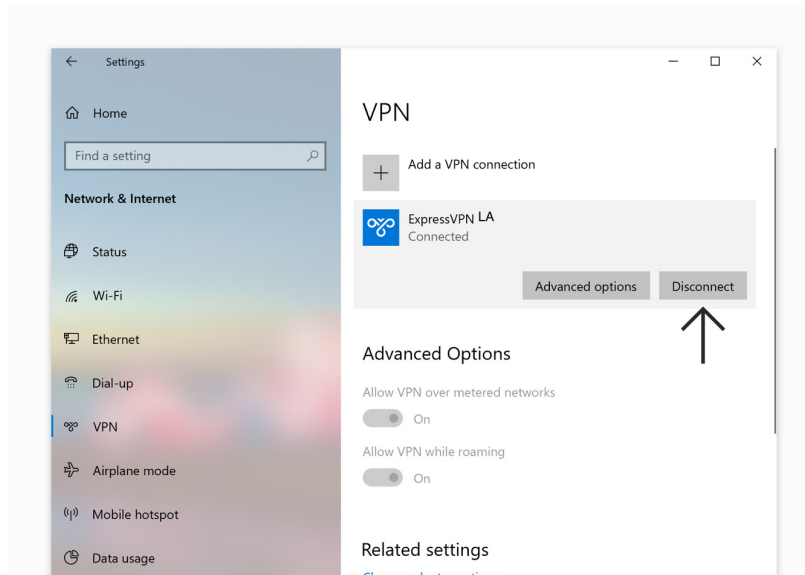 Settings
Home
Find a setting
Network & Internet
Status
Wi-Fi
Ethernet
Dial-up
VPN
Airplane mode
Mobile hotspot
Data usage
VPN
Add a VPN connection
ExpressVPN LA
Connected
Advanced options Disconnect
Advanced Options
Allow VPN over metered networks
On
Allow VPN while roaming
On
Related settings